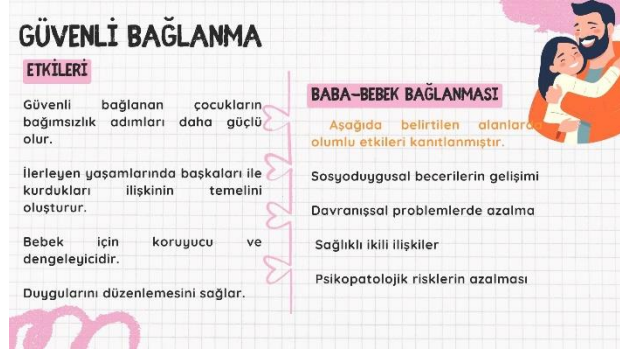 GÜVENLİ BAĞLANMA
ETKİLERİ
Güvenli bağlanan çocukların
bağımsızlık adımları daha güçlü
olur.
İlerleyen yaşamlarında başkaları ile
kurdukları ilişkinin temelini
oluşturur.
Bebek için koruyucu ve
dengeleyicidir.
Duygularını düzenlemesini sağlar.
BABA-BEBEK BAĞLANMASI
Aşağıda belirtilen alanlarda
olumlu etkileri kanıtlanmıştır.
Sosyoduygusal becerilerin gelişimi
Davranışsal problemlerde azalma
Sağlıklı ikili ilişkiler
Psikopatolojik risklerin azalması